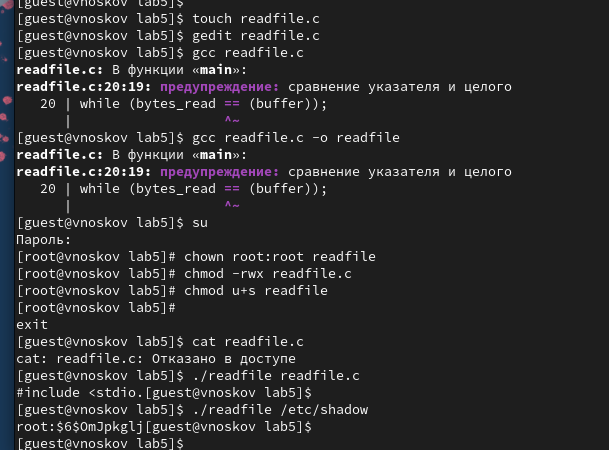 [guest@vnoskov lab5]$
[guest@vnoskov lab5]$ touch readfile.c
[guest@vnoskov lab5]$ gedit readfile.c
[guest@vnoskov lab5]$ gcc readfile.c
readfile.c: В функции «main»:
readfile.c:20:19: предупреждение: сравнение указателя и целого
   20 | while (bytes_read == (buffer));
      |                   ^~
[guest@vnoskov lab5]$ gcc readfile.c -o readfile
readfile.c: В функции «main»:
readfile.c:20:19: предупреждение: сравнение указателя и целого
   20 | while (bytes_read == (buffer));
      |                   ^~
[guest@vnoskov lab5]$ su
Пароль:
[root@vnoskov lab5]# chown root:root readfile
[root@vnoskov lab5]# chmod -rwx readfile.c
[root@vnoskov lab5]# chmod u+s readfile
[root@vnoskov lab5]#
exit
[guest@vnoskov lab5]$ cat readfile.c
cat: readfile.c: Отказано в доступе
[guest@vnoskov lab5]$ ./readfile readfile.c
#include <stdio.[guest@vnoskov lab5]$
[guest@vnoskov lab5]$ ./readfile /etc/shadow
root:$6$OmJpkglj[guest@vnoskov lab5]$
[guest@vnoskov lab5]$